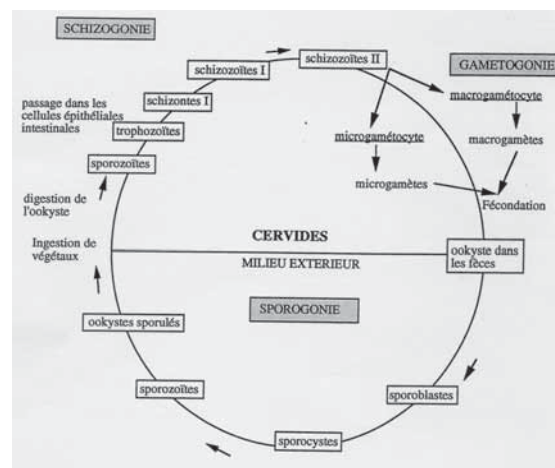 SCHIZOGONIE
schizozoïtes II
schizozoïtes I
GAMETOGONIE
schizontes I
macrogamétocyte
passage dans les
cellules épithéliales
intestinales
trophozoïtes
microgamétocyte
macrogamètes
sporozoïtes
microgamètes
digestion de
l'ookyste
Fécondation
Ingestion de
végétaux
CERVIDES
MILIEU EXTERIEUR
ookyste dans
les fèces
SPOROGONIE
ookystes sporulés
sporozoïtes
sporoblastes
sporocystes